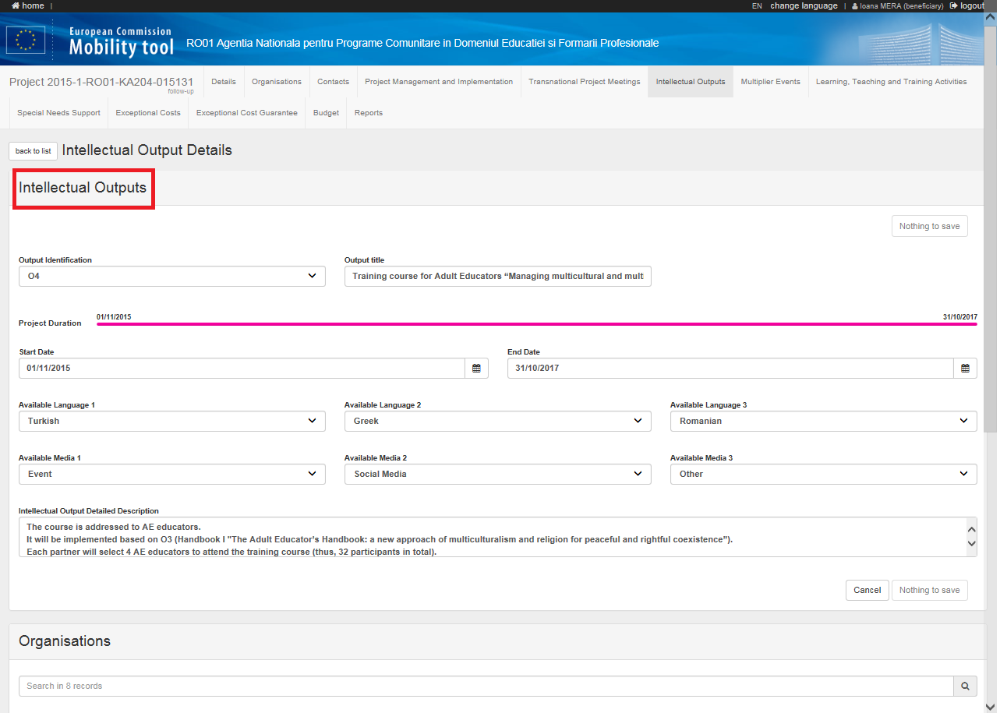 home |
EN change language | Ioana MERA (beneficiary) logout
European Commission
Mobility tool
RO01 Agentia Nationala pentru Programe Comunitare in Domeniul Educatiei si Formarii Profesionale
Project 2015-1-RO01-KA204-015131
follow-up
Details Organisations Contacts Project Management and Implementation Transnational Project Meetings Intellectual Outputs Multiplier Events Learning, Teaching and Training Activities
Special Needs Support Exceptional Costs Exceptional Cost Guarantee Budget Reports
back to list Intellectual Output Details
Intellectual Outputs
Nothing to save
Output Identification Output title
O4 Training course for Adult Educators “Managing multicultural and mult
01/11/2015 31/10/2017
Project Duration
Start Date End Date
01/11/2015 31/10/2017
Available Language 1 Available Language 2 Available Language 3
Turkish Greek Romanian
Available Media 1 Available Media 2 Available Media 3
Event Social Media Other
Intellectual Output Detailed Description
The course is addressed to AE educators.
It will be implemented based on O3 (Handbook I "The Adult Educator’s Handbook: a new approach of multiculturalism and religion for peaceful and rightful coexistence”).
Each partner will select 4 AE educators to attend the training course (thus, 32 participants in total).
Cancel Nothing to save
Organisations
Search in 8 records